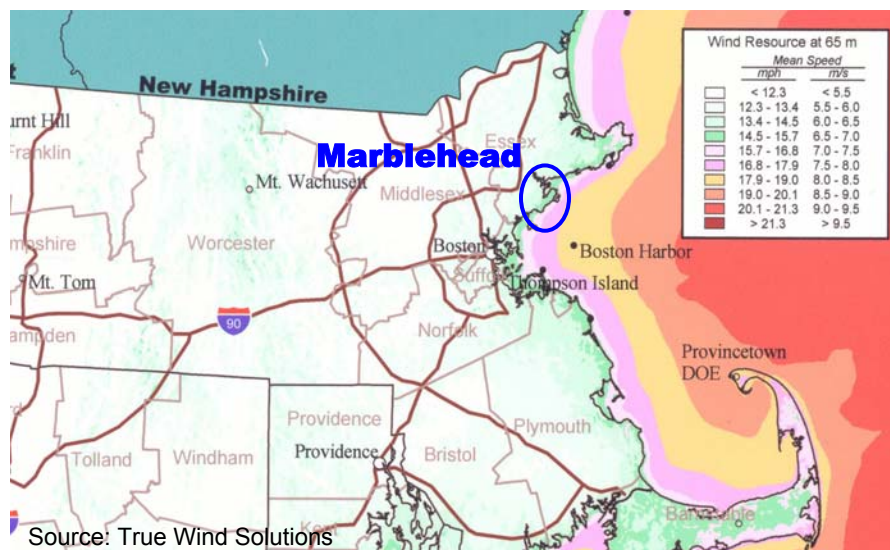 Wind Resource at 65 m
Mean Speed
mph m/s
< 12.3 < 5.5
12.3 - 13.4 5.5 - 6.0
13.4 - 14.5 6.0 - 6.5
14.5 - 15.7 6.5 - 7.0
15.7 - 16.8 7.0 - 7.5
16.8 - 17.9 7.5 - 8.0
17.9 - 19.0 8.0 - 8.5
19.0 - 20.1 8.5 - 9.0
20.1 - 21.3 9.0 - 9.5
> 21.3 > 9.5
New Hampshire
urnt Hill
Franklin
Essex
Marblehead
Mt. Wachusett
Middlesex
mpshire
Worcester
Boston
Boston Harbor
Suffolk
Mt. Tom
Thompson Island
90
Norfolk
ampden
Provincetown
DOE
Providence
Plymouth
Tolland
Windham
Providence
Bristol
Kent
Barnstable
Source: True Wind Solutions